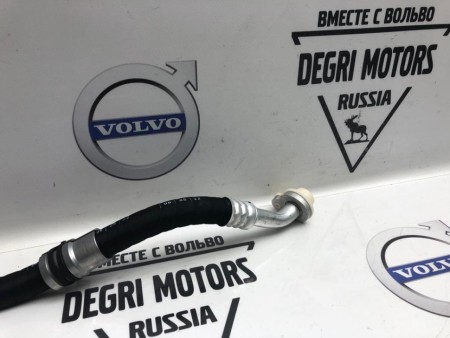 ВМЕСТЕ С ВОЛЬВО
DEGRI MOTORS
RUSSIA
VOLVO
ВМЕСТЕ С ВОЛЬВО
DEGRI MOTORS
RUSSIA
VOLVO